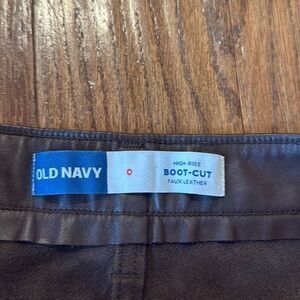 OLD NAVY
0
HIGH-RISE
BOOT-CUT
FAUX LEATHER